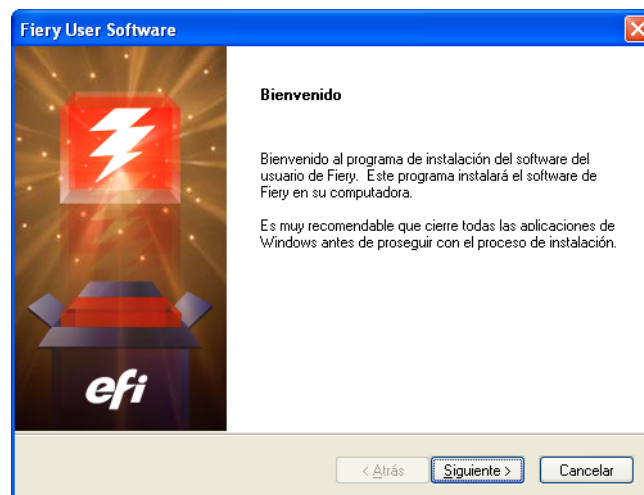 Fiery User Software
Bienvenido
Bienvenido al programa de instalación del software del
usuario de Fiery. Este programa instalará el software de
Fiery en su computadora.
Es muy recomendable que cierre todas las aplicaciones de
Windows antes de proseguir con el proceso de instalación.
efi
< Atrás
Siguiente >
Cancelar